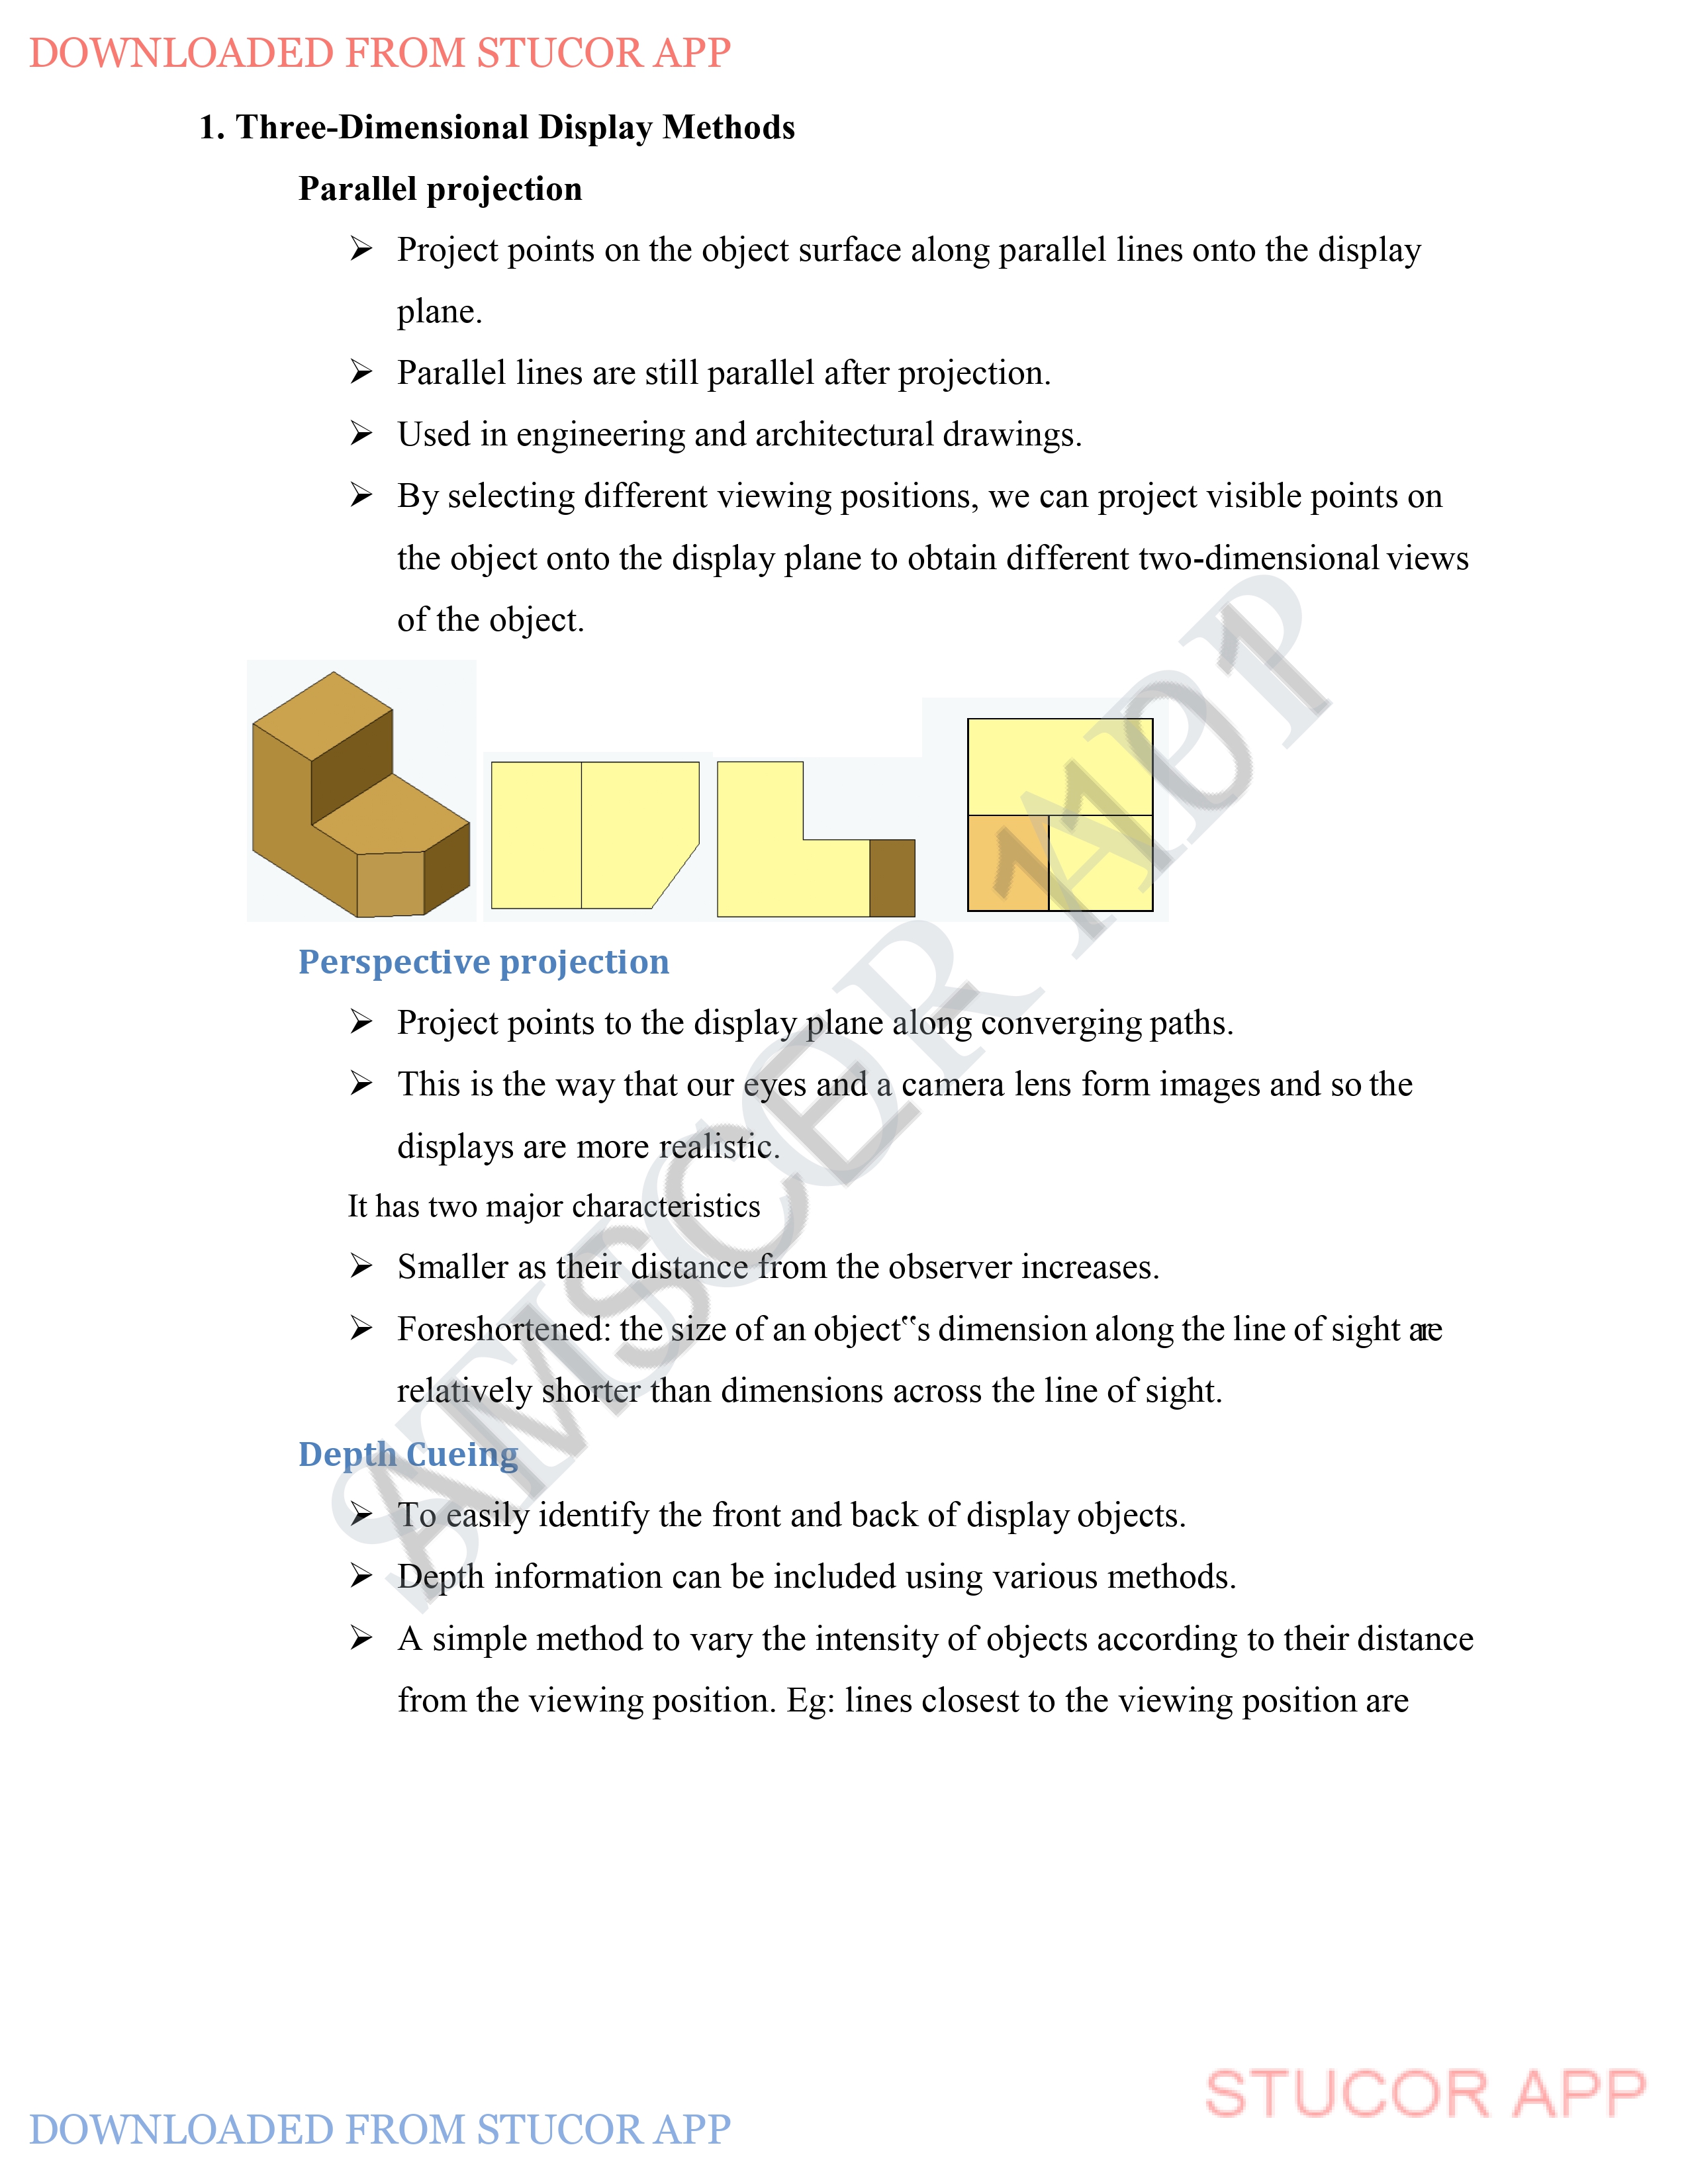 DOWNLOADED FROM STUCOR APP
1. Three-Dimensional Display Methods
Parallel projection
➢ Project points on the object surface along parallel lines onto the display
plane.
➢ Parallel lines are still parallel after projection.
➢ Used in engineering and architectural drawings.
➢ By selecting different viewing positions, we can project visible points on
the object onto the display plane to obtain different two-dimensional views
of the object.
Perspective projection
➢ Project points to the display plane along converging paths.
➢ This is the way that our eyes and a camera lens form images and so the
displays are more realistic.
It has two major characteristics
➢ Smaller as their distance from the observer increases.
➢ Foreshortened: the size of an object‟s dimension along the line of sight are
relatively shorter than dimensions across the line of sight.
Depth Cueing
➢ To easily identify the front and back of display objects.
➢ Depth information can be included using various methods.
➢ A simple method to vary the intensity of objects according to their distance
from the viewing position. Eg: lines closest to the viewing position are
STUCOR APP
AMSCE 1101
STUCOR APP
DOWNLOADED FROM STUCOR APP